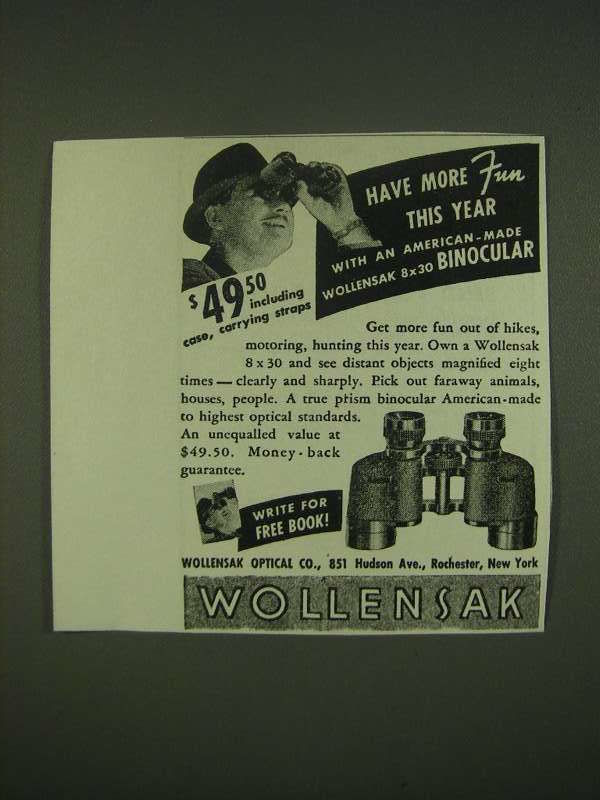 HAVE MORE Fun
THIS YEAR
WITH AN AMERICAN-MADE
WOLLENSAK 8x30 BINOCULAR
$49.50 including
case, carrying straps
Get more fun out of hikes,
motoring, hunting this year. Own a Wollensak
8 x 30 and see distant objects magnified eight
times — clearly and sharply. Pick out faraway animals,
houses, people. A true prism binocular American-made
to highest optical standards.
An unequalled value at
$49.50. Money-back
guarantee.
WRITE FOR
FREE BOOK!
WOLLENSAK OPTICAL CO., 851 Hudson Ave., Rochester, New York
WOLLENSAK